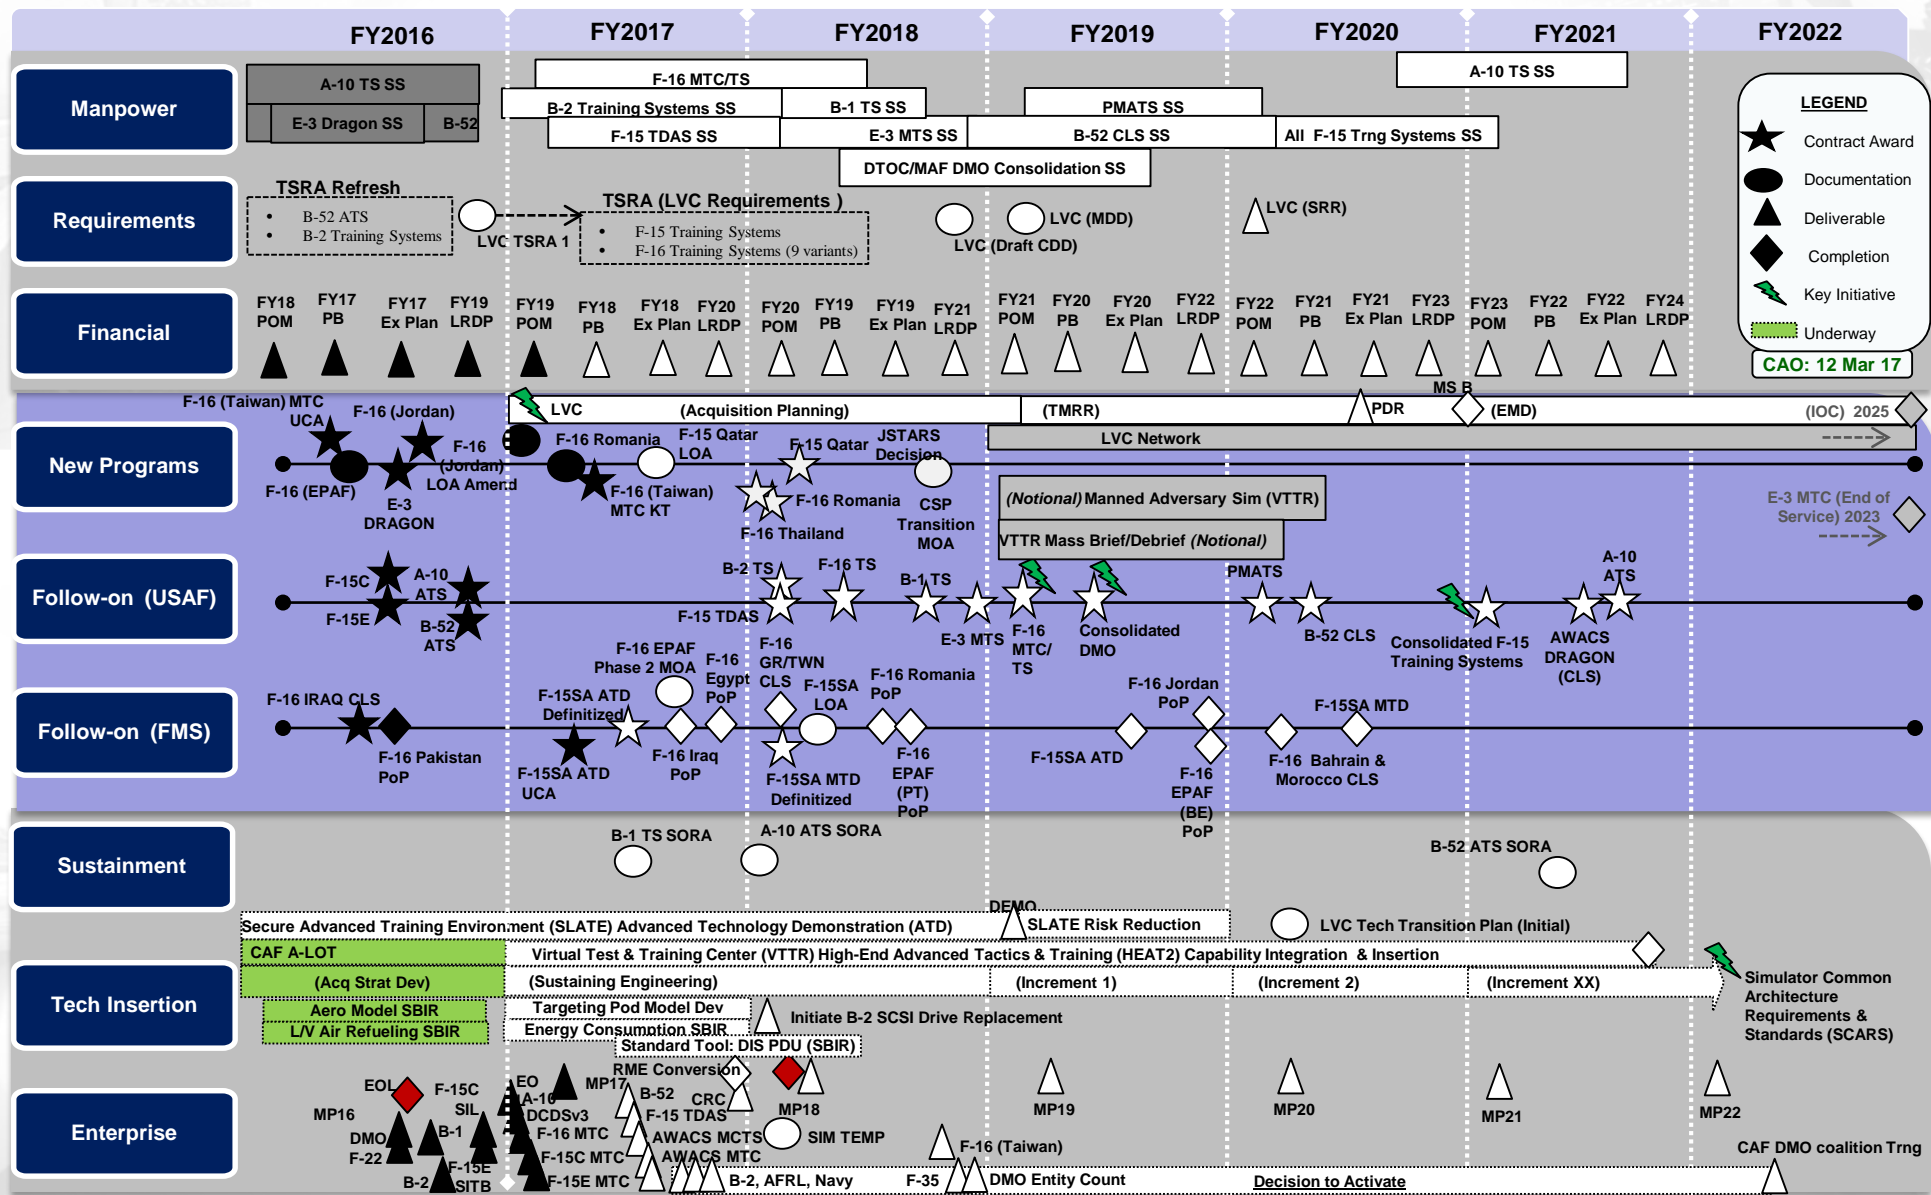 FY2016
FY2017
FY2018
FY2019
FY2020
FY2021
FY2022
Manpower
A-10 TS SS
E-3 Dragon SS
B-52
F-16 MTC/TS
B-2 Training Systems SS
B-1 TS SS
F-15 TDAS SS
E-3 MTS SS
DTOC/MAF DMO Consolidation SS
PMATS SS
B-52 CLS SS
All F-15 Trng Systems SS
A-10 TS SS
LEGEND
Contract Award
Documentation
Deliverable
Completion
Key Initiative
Underway
CAO: 12 Mar 17
Requirements
TSRA Refresh
• B-52 ATS
• B-2 Training Systems
LVC TSRA 1
TSRA (LVC Requirements )
• F-15 Training Systems
• F-16 Training Systems (9 variants)
LVC (Draft CDD)
LVC (MDD)
LVC (SRR)
Financial
FY18
POM
FY17
PB
FY17
Ex Plan
FY19
LRDP
FY19
POM
FY18
PB
FY18
Ex Plan
FY20
LRDP
FY20
POM
FY19
PB
FY19
Ex Plan
FY21
LRDP
FY21
POM
FY20
PB
FY20
Ex Plan
FY22
LRDP
FY22
POM
FY21
PB
FY21
Ex Plan
FY23
LRDP
FY23
POM
FY22
PB
FY22
Ex Plan
FY24
LRDP
New Programs
LVC
(Acquisition Planning)
(TMRR)
PDR
MS B
(EMD)
(IOC) 2025
LVC Network
F-16 (Taiwan) MTC
UCA
F-16 (Jordan)
F-16
(Jordan)
LOA Amend
F-16 (EPAF)
E-3
DRAGON
F-16 Romania
F-16 (Taiwan)
MTC KT
F-15 Qatar
LOA
F-15 Qatar
F-16 Romania
F-16 Thailand
JSTARS
Decision
CSP
Transition
MOA
(Notional) Manned Adversary Sim (VTTR)
VTTR Mass Brief/Debrief (Notional)
E-3 MTC (End of
Service) 2023
Follow-on (USAF)
F-15C
F-15E
A-10
ATS
B-52
ATS
B-2 TS
F-15 TDAS
F-16 TS
B-1 TS
E-3 MTS
F-16
MTC/
TS
Consolidated
DMO
PMATS
B-52 CLS
Consolidated F-15
Training Systems
AWACS
DRAGON
(CLS)
A-10
ATS
Follow-on (FMS)
F-16 IRAQ CLS
F-16 Pakistan
PoP
F-15SA ATD
Definitized
F-15SA ATD
UCA
F-16 EPAF
Phase 2 MOA
F-16 Iraq
PoP
F-16
Egypt
PoP
F-16
GR/TWN
CLS
F-15SA MTD
Definitized
F-15SA
LOA
F-16 Romania
PoP
F-16
EPAF
(PT)
PoP
F-15SA ATD
F-16 Jordan
PoP
F-16
EPAF
(BE)
PoP
F-15SA MTD
F-16 Bahrain &
Morocco CLS
Sustainment
B-1 TS SORA
A-10 ATS SORA
B-52 ATS SORA
Tech Insertion
Secure Advanced Training Environment (SLATE) Advanced Technology Demonstration (ATD)
DEMO
SLATE Risk Reduction
LVC Tech Transition Plan (Initial)
CAF A-LOT
Virtual Test & Training Center (VTTR) High-End Advanced Tactics & Training (HEAT2) Capability Integration & Insertion
(Acq Strat Dev)
(Sustaining Engineering)
(Increment 1)
(Increment 2)
(Increment XX)
Simulator Common
Architecture
Requirements &
Standards (SCARS)
Aero Model SBIR
L/V Air Refueling SBIR
Targeting Pod Model Dev
Energy Consumption SBIR
Standard Tool: DIS PDU (SBIR)
Initiate B-2 SCSI Drive Replacement
Enterprise
EOL
MP16
DMO
F-22
B-1
B-2
F-15C
SIL
F-15E
SITB
EO
A-10
DCDSv3
F-16 MTC
F-15C MTC
F-15E MTC
MP17
RME Conversion
B-52
F-15 TDAS
AWACS MCTS
AWACS MTC
CRC
MP18
SIM TEMP
B-2, AFRL, Navy
F-35
F-16 (Taiwan)
DMO Entity Count
Decision to Activate
MP19
MP20
MP21
MP22
CAF DMO coalition Trng